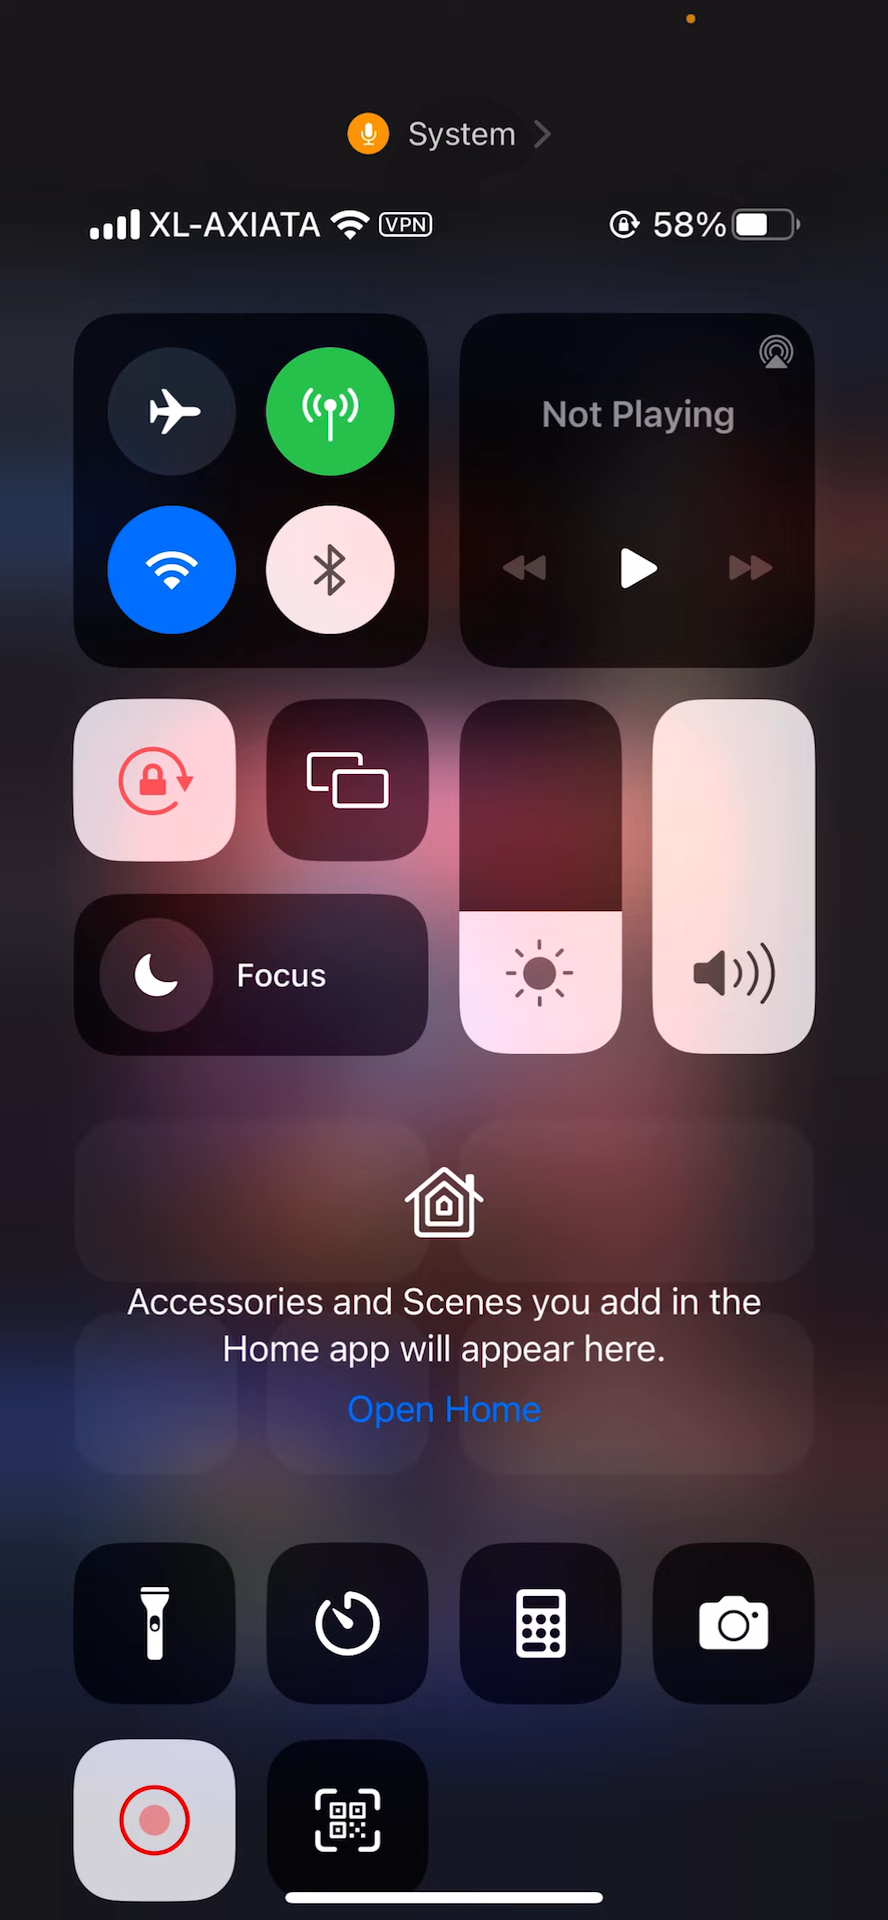 System
XL-AXIATA VPN 58%
Not Playing
Focus
Accessories and Scenes you add in the
Home app will appear here.
Open Home